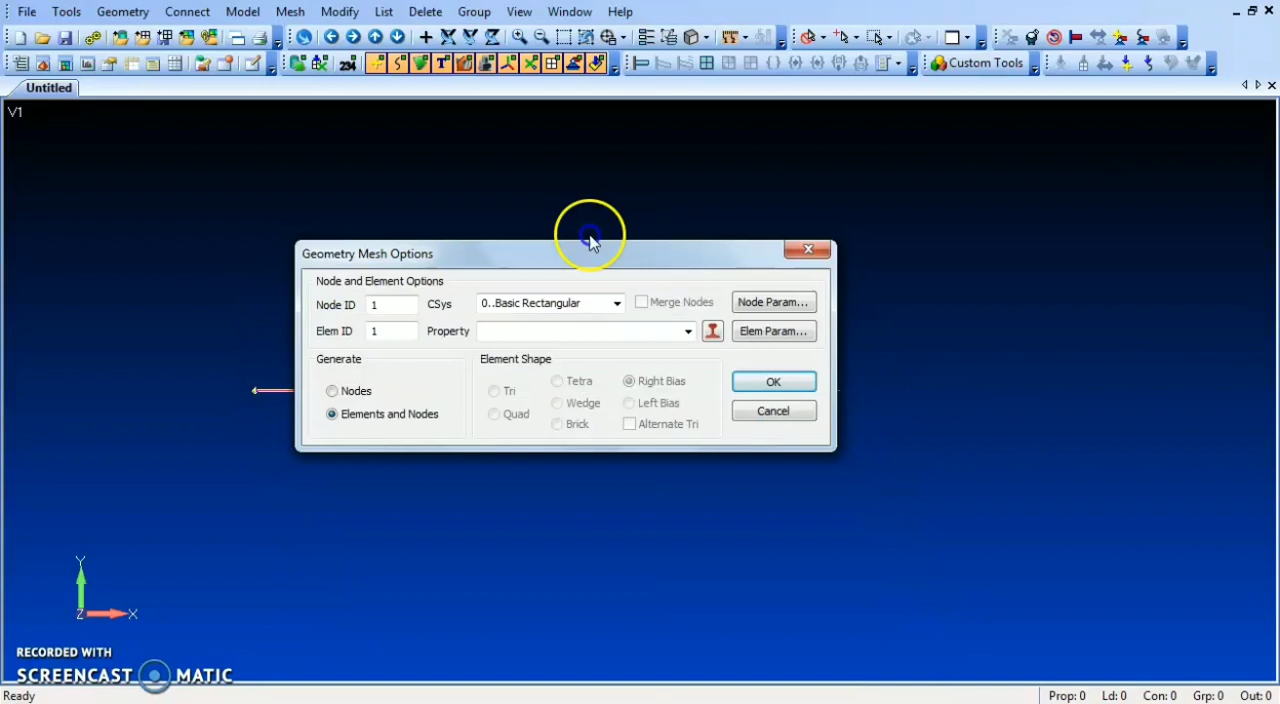 File Tools Geometry Connect Model Mesh Modify List Delete Group View Window Help
234 Custom Tools
Untitled
V1
Geometry Mesh Options
Node and Element Options
Node ID 1 CSys 0..Basic Rectangular Merge Nodes Node Param...
Elem ID 1 Property Elem Param...
Generate Element Shape
Nodes Tri Tetra Right Bias OK
Elements and Nodes Quad Wedge Left Bias Cancel
Brick Alternate Tri
Y
Z X
RECORDED WITH
SCREENCAST MATIC
Ready Prop: 0 Ld: 0 Con: 0 Grp: 0 Out: 0